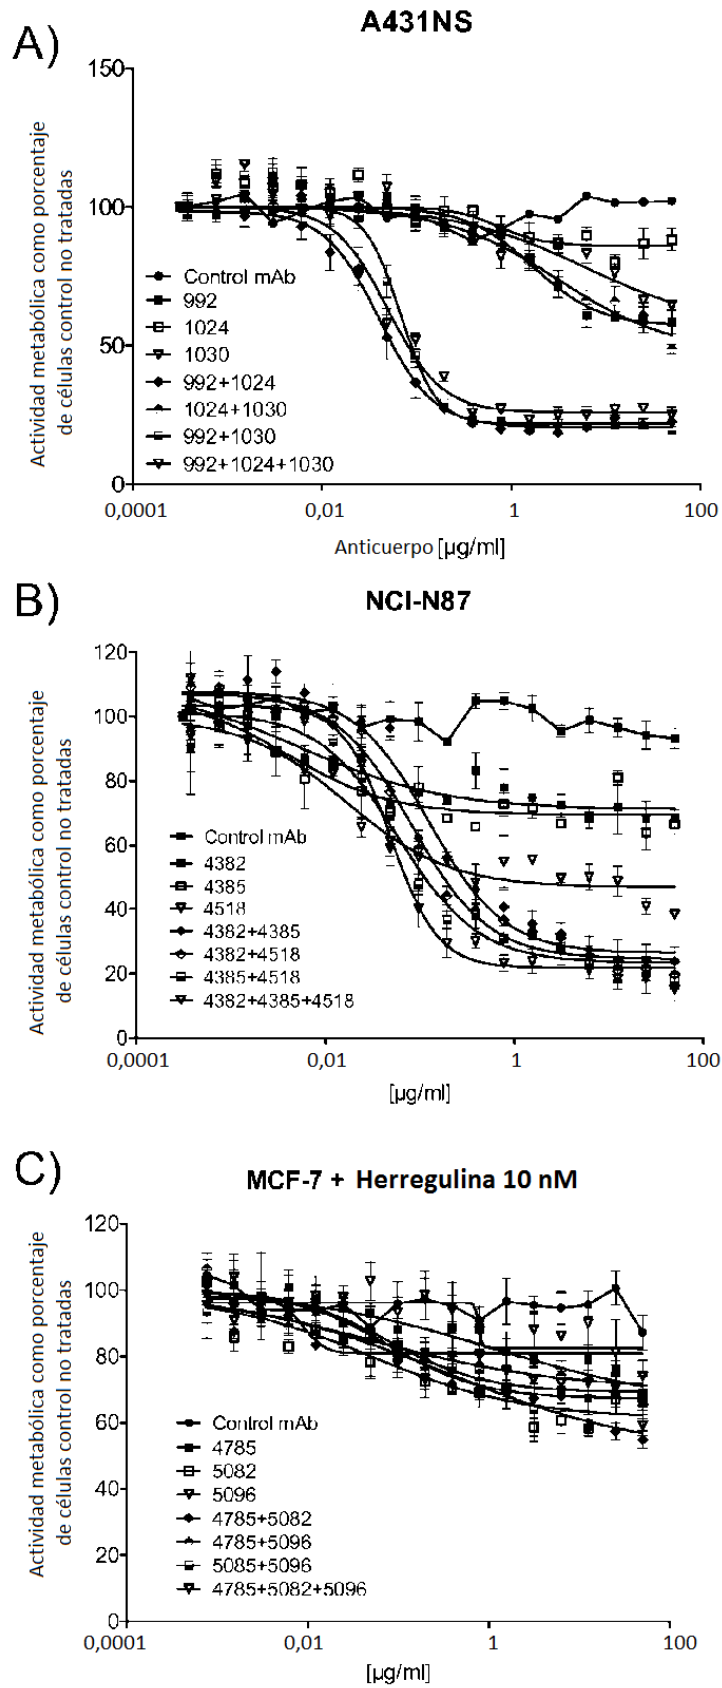 A431NS
A)
150
100
50
0
Actividad metabólica como porcentaje
de células control no tratadas
Control mAb
992
1024
1030
992+1024
1024+1030
992+1030
992+1024+1030
0,0001
0,01
1
100
Anticuerpo [µg/ml]
B)
NCI-N87
120
100
80
60
40
20
0
Actividad metabólica como porcentaje
de células control no tratadas
Control mAb
4382
4385
4518
4382+4385
4382+4518
4385+4518
4382+4385+4518
0,0001
0,01
1
100
[µg/ml]
C)
MCF-7 + Herregulina 10 nM
120
100
80
60
40
20
0
Actividad metabólica como porcentaje
de células control no tratadas
Control mAb
4785
5082
5096
4785+5082
4785+5096
5085+5096
4785+5082+5096
0,0001
0,01
1
100
[µg/ml]